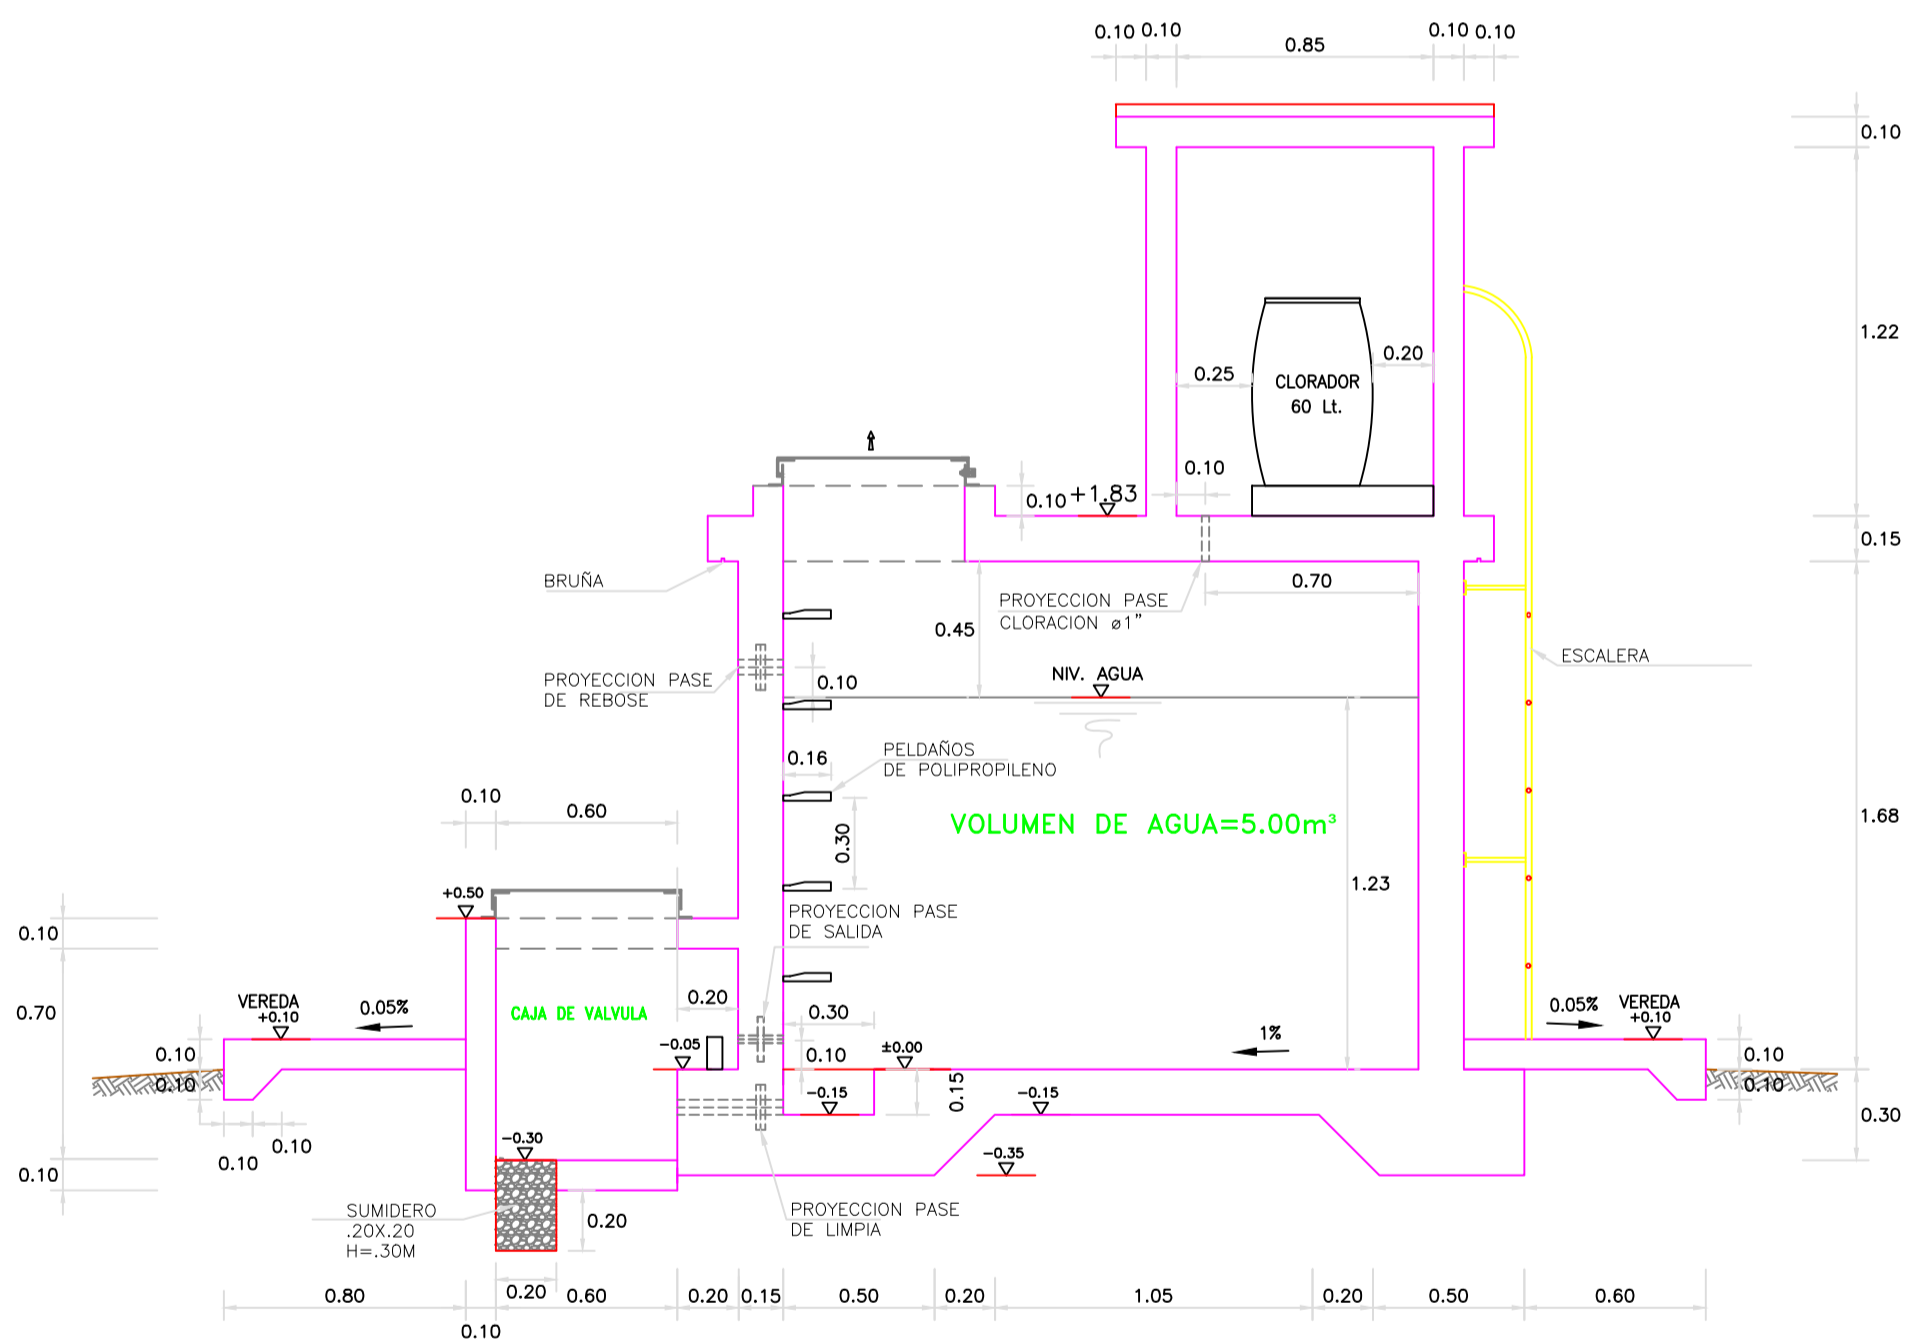 0.10 0.10 0.85 0.10 0.10
0.10
1.22
0.20
0.25
CLORADOR
60 Lt.
0.10
0.10
+1.83
0.15
BRUÑA
0.70
PROYECCION PASE
CLORACION ø1"
0.45
ESCALERA
NIV. AGUA
PROYECCION PASE
DE REBOSE
0.10
0.16
PELDAÑOS
DE POLIPROPILENO
0.10
0.60
VOLUMEN DE AGUA=5.00m³
1.68
0.30
1.23
+0.50
PROYECCION PASE
DE SALIDA
0.10
0.70
VEREDA
+0.10
0.05%
CAJA DE VALVULA
0.20
0.30
0.05%
VEREDA
+0.10
1%
-0.05
0.10
±0.00
0.10
0.10
0.10
0.10
-0.15
0.15
-0.15
0.30
0.10
0.10
-0.30
-0.35
0.10
SUMIDERO
.20X.20
H=.30M
0.20
PROYECCION PASE
DE LIMPIA
0.20
0.80 0.60 0.20 0.15 0.50 0.20 1.05 0.20 0.50 0.60
0.10